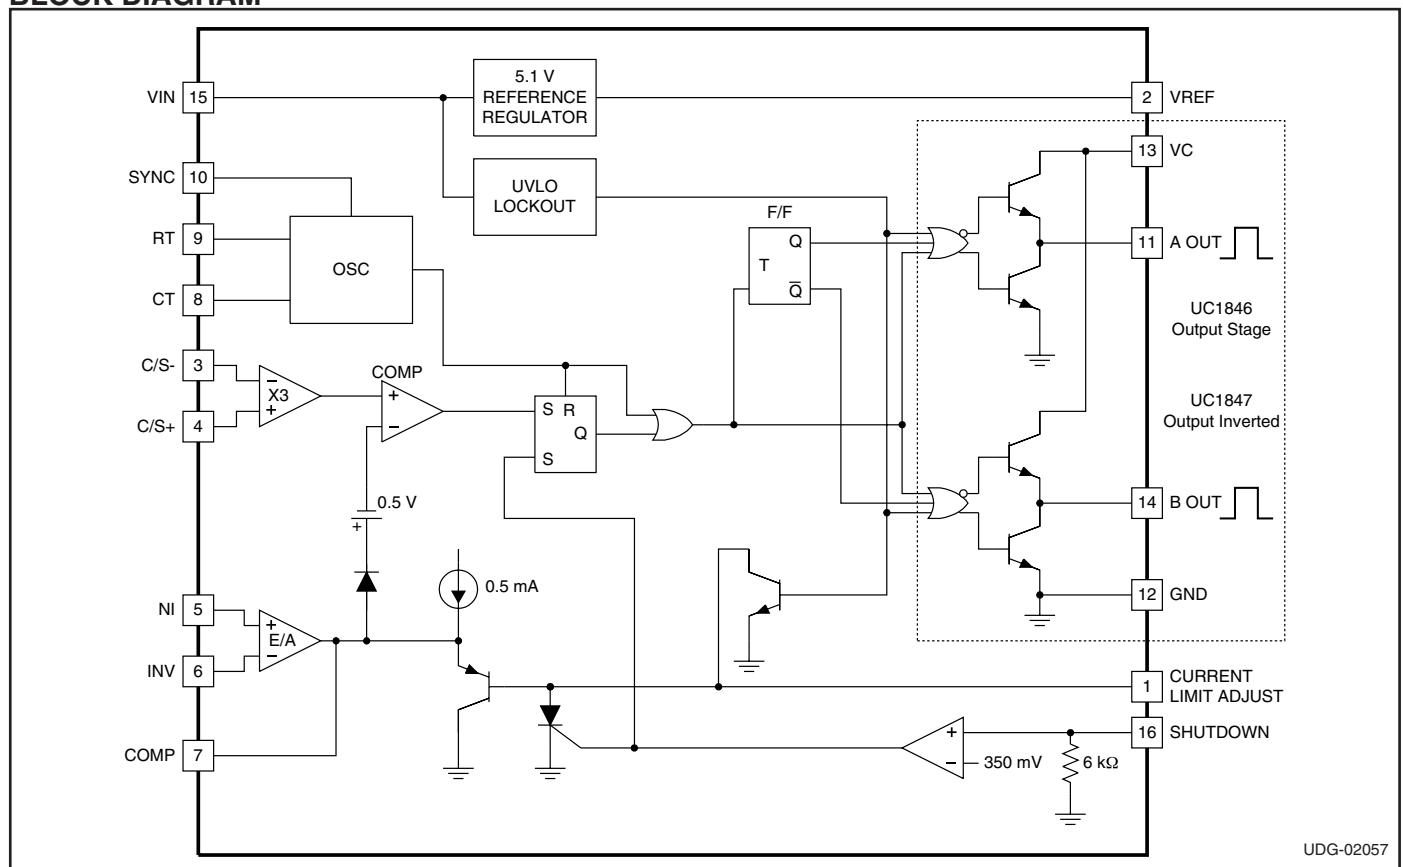 BLOCK DIAGRAM
VIN 15
5.1 V
REFERENCE
REGULATOR
2 VREF
13 VC
SYNC 10
UVLO
LOCKOUT
F/F
RT 9
OSC
Q
T
Q
11 A OUT
CT 8
UC1846
Output Stage
C/S- 3
X3
− +
COMP
+ −
S R
Q
S
C/S+ 4
UC1847
Output Inverted
0.5 V
+
14 B OUT
0.5 mA
NI 5
+
E/A
−
12 GND
INV 6
1 CURRENT
LIMIT ADJUST
COMP 7
+
−
350 mV
6 kΩ
16 SHUTDOWN
UDG-02057